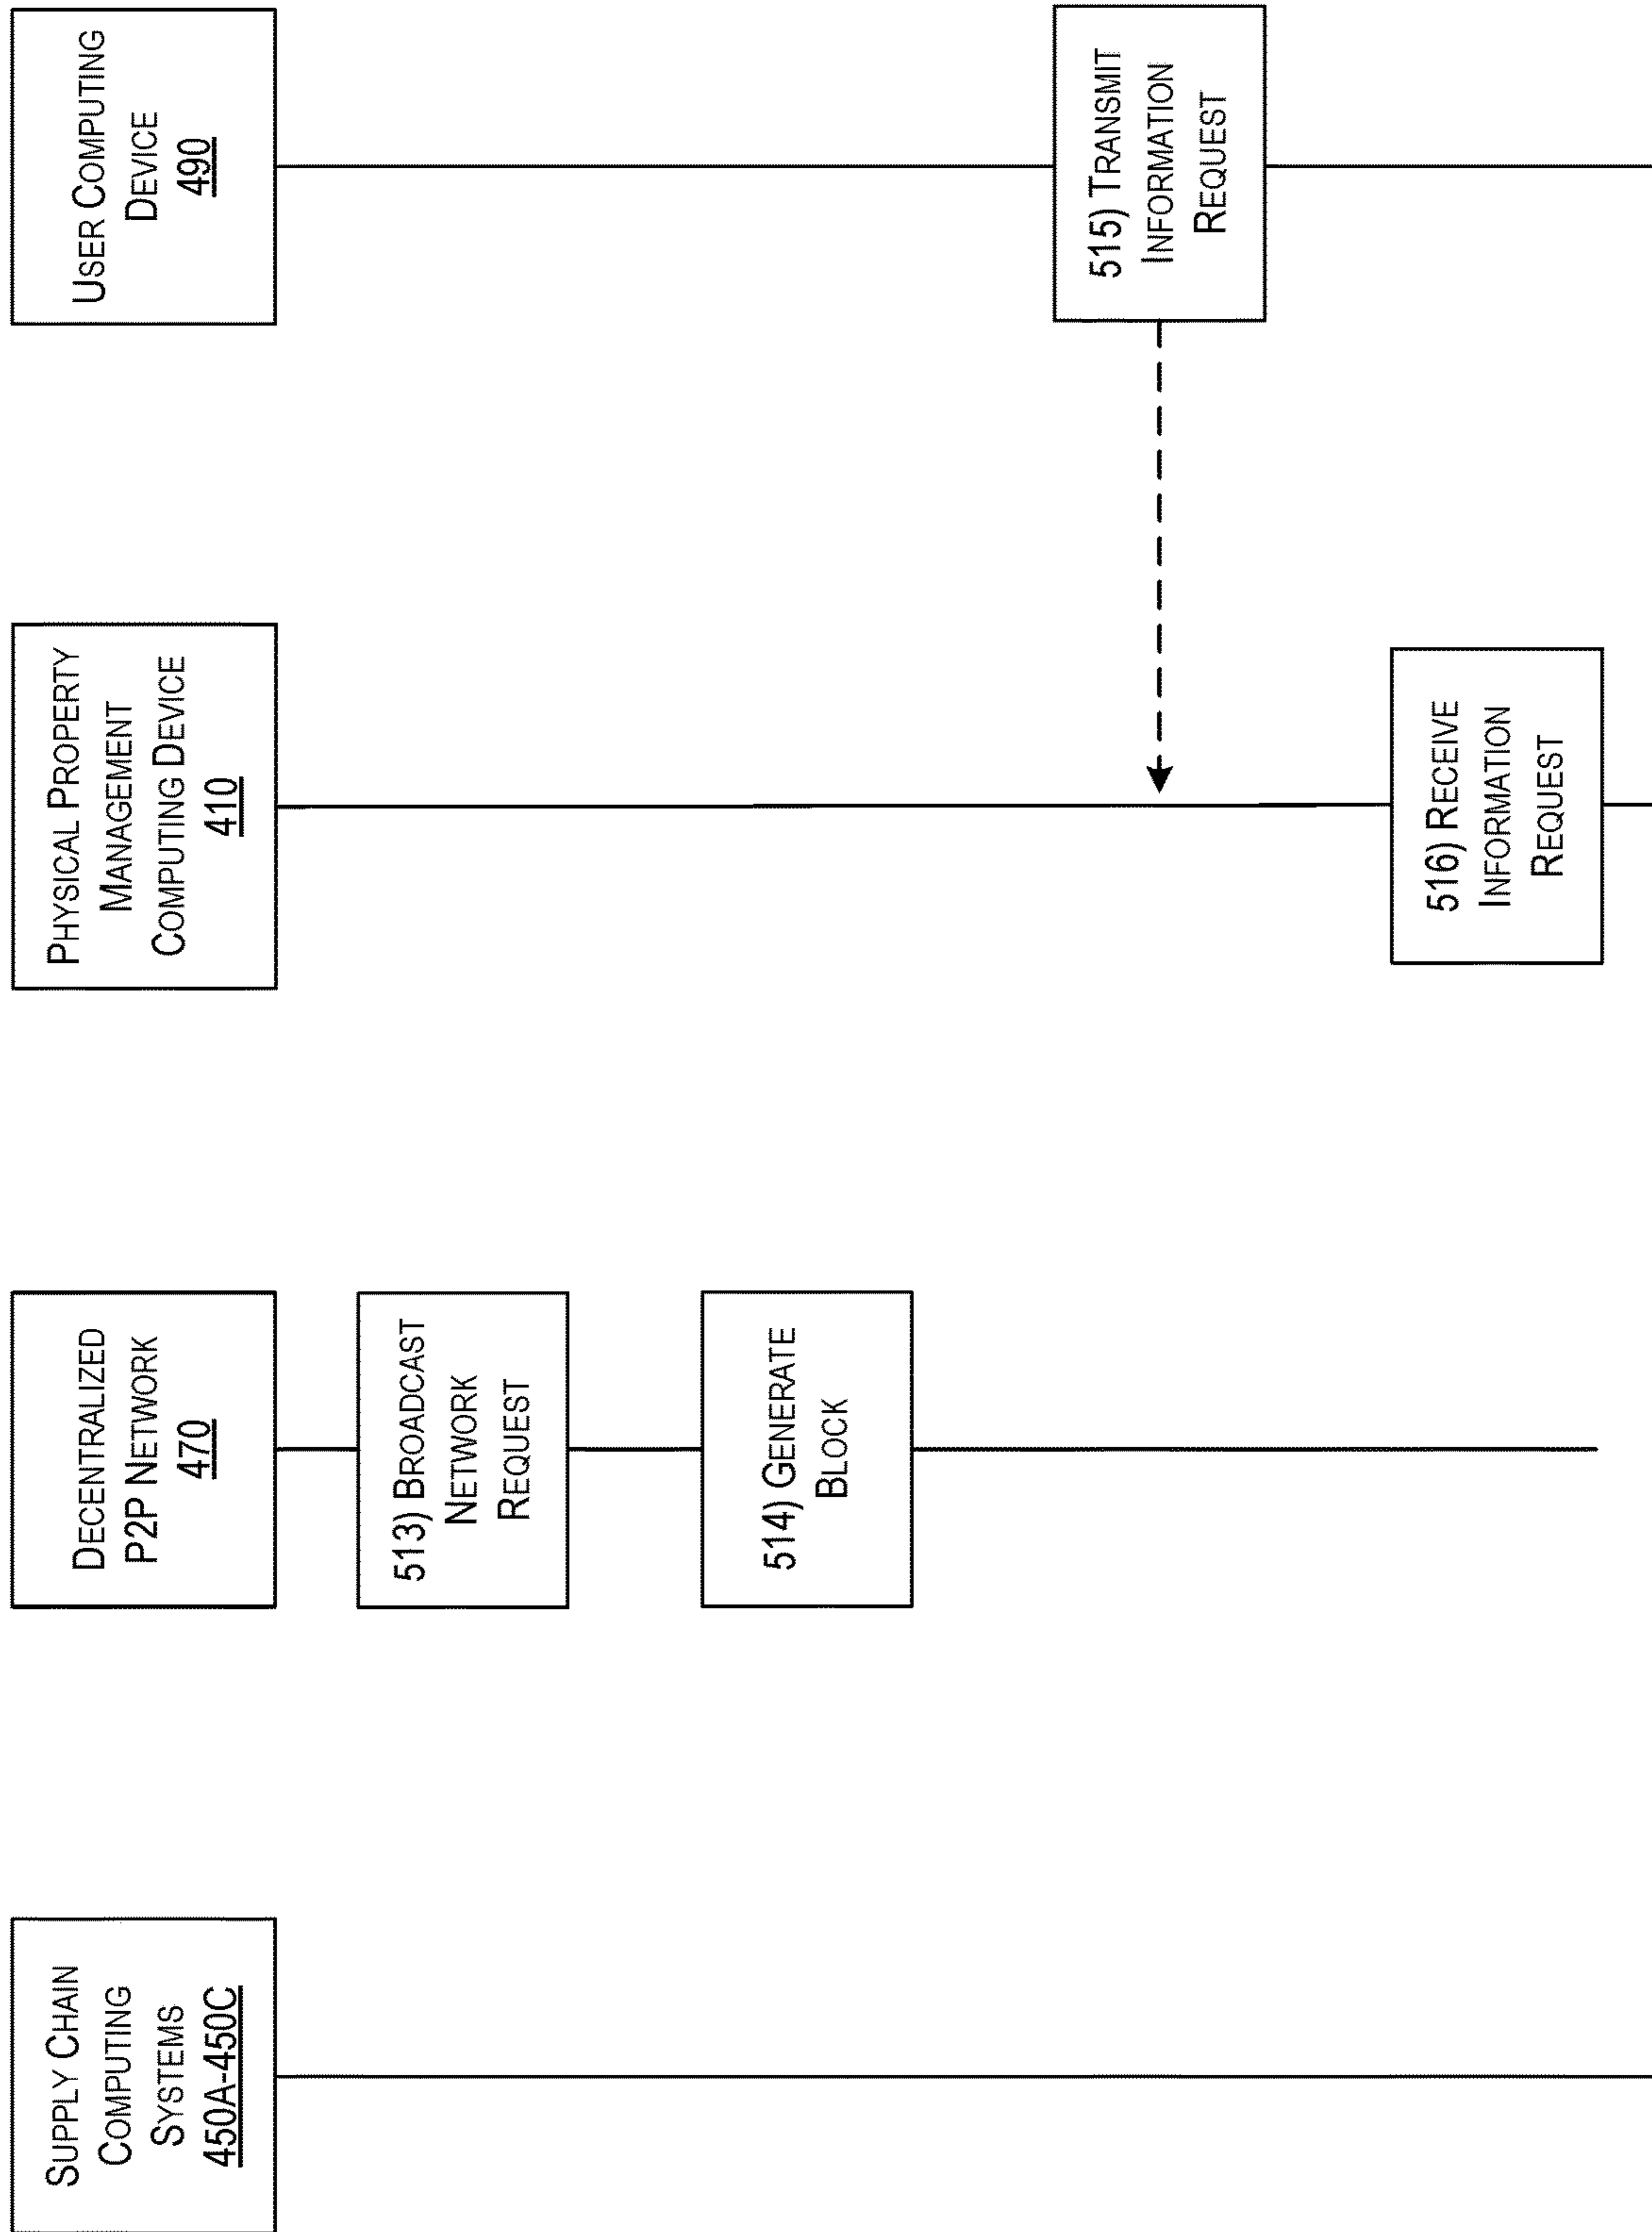 SUPPLY CHAIN
COMPUTING
SYSTEMS
450A-450C
DECENTRALIZED
P2P NETWORK
470
PHYSICAL PROPERTY
MANAGEMENT
COMPUTING DEVICE
410
USER COMPUTING
DEVICE
490
513) BROADCAST
NETWORK
REQUEST
514) GENERATE
BLOCK
515) TRANSMIT
INFORMATION
REQUEST
516) RECEIVE
INFORMATION
REQUEST